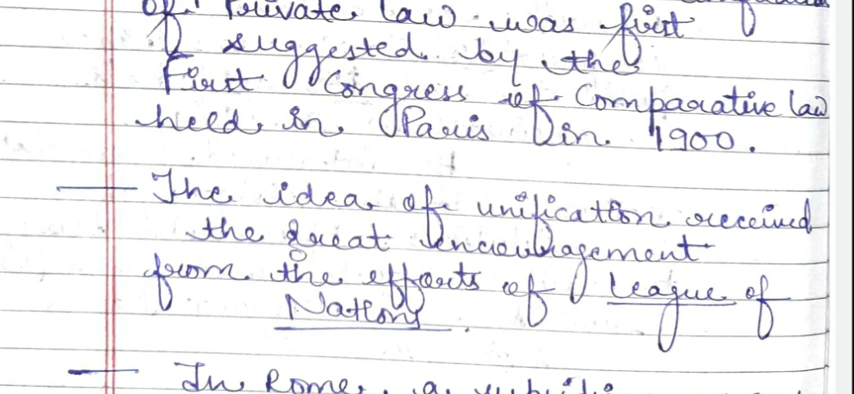 of private law was first
suggested by the
First Congress of Comparative law
held in Paris in 1900.
— The idea of unification received
the great encouragement
from the efforts of League of
Nations.
— In Rome, a